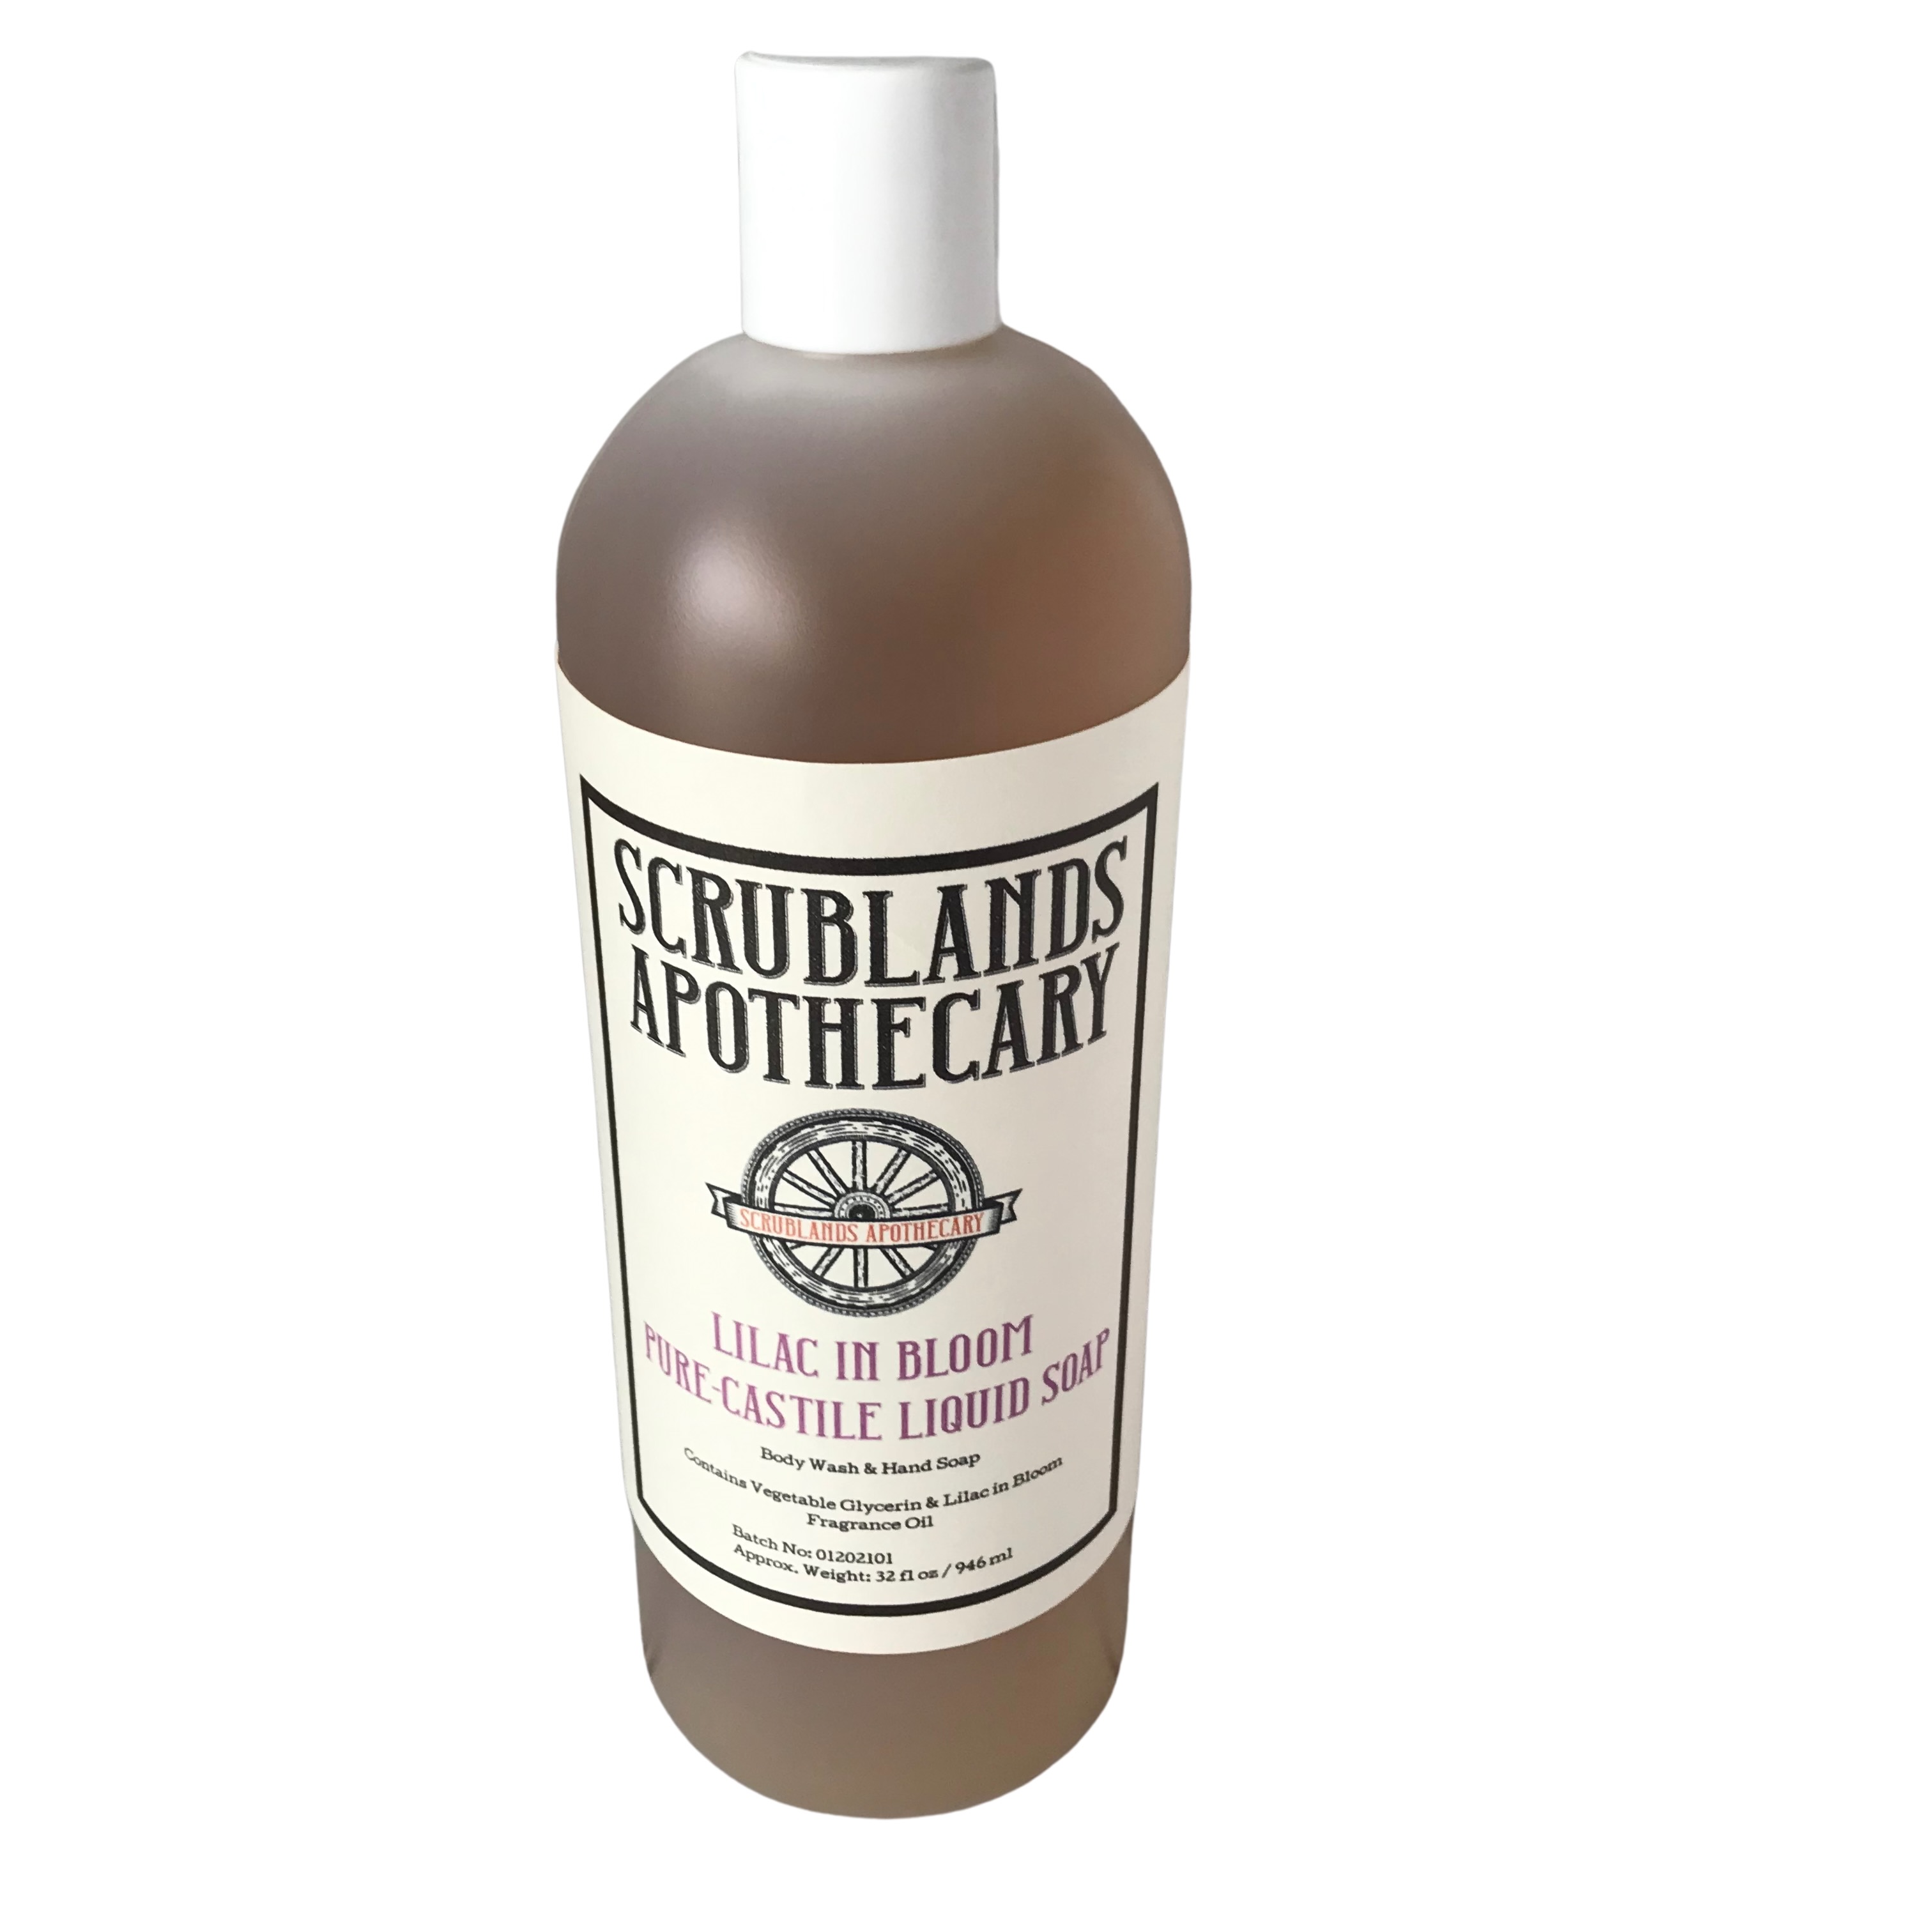 SCRUBLANDS
APOTHECARY
SCRUBLANDS APOTHECARY
LILAC IN BLOOM
PURE-CASTILE LIQUID SOAP
Body Wash & Hand Soap
Contains Vegetable Glycerin & Lilac in Bloom
Fragrance Oil
Batch No: 01202101
Approx. Weight: 32 fl oz / 946 ml